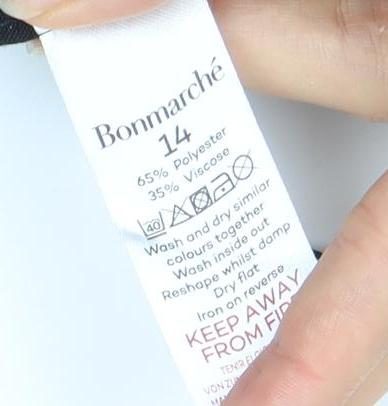 Bonmarché
14
65% Polyester
35% Viscose
40
Wash and dry similar
colours together
Wash inside out
Reshape whilst damp
Dry flat
Iron on reverse
KEEP AWAY
FROM